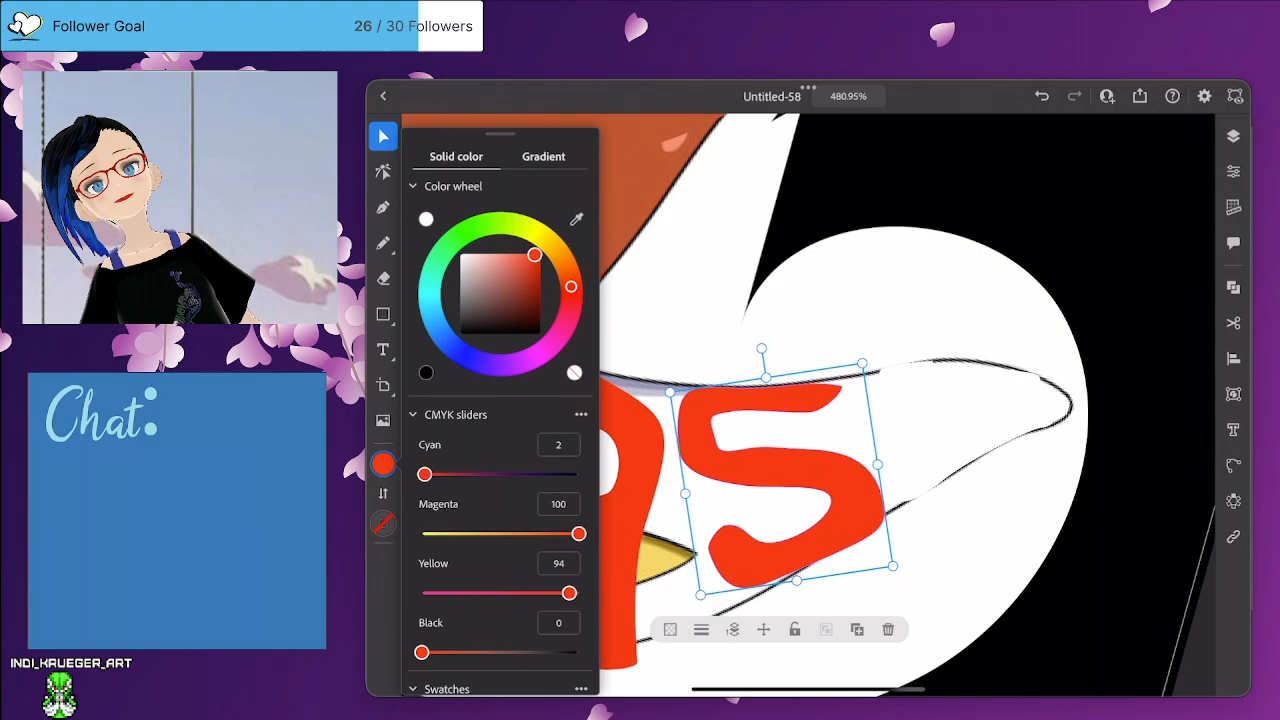 Follower Goal
26 / 30 Followers
Untitled-58
480.95%
Solid color
Gradient
Color wheel
CMYK sliders
Cyan
2
Magenta
100
Yellow
94
Black
0
Swatches
Chat:
INDI_KRUEGER_ART
S